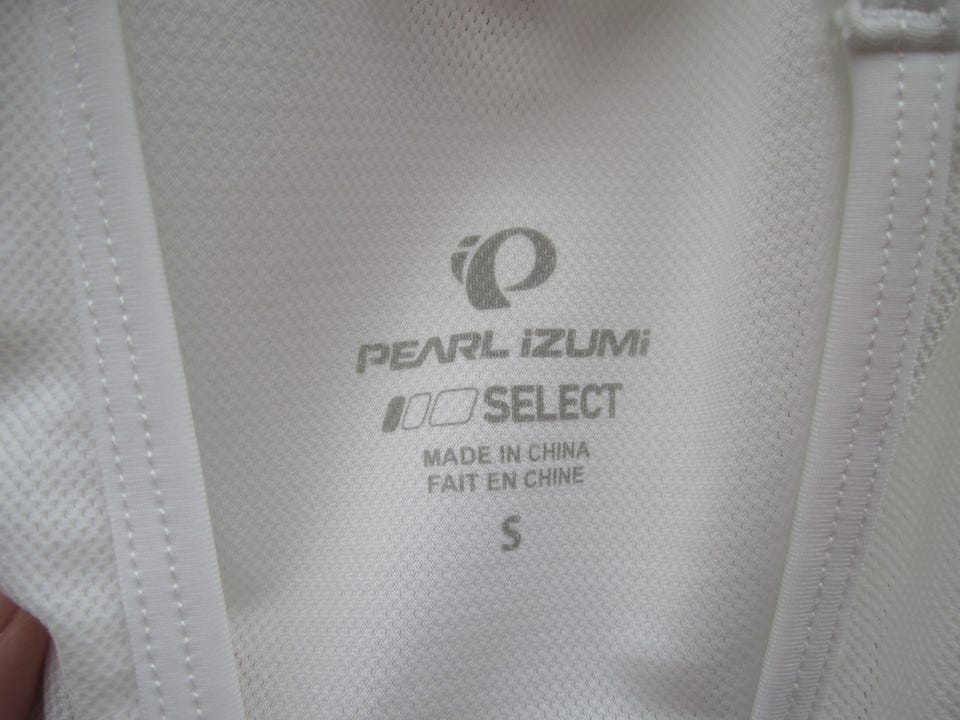 PEARL iZUMi
SELECT
MADE IN CHINA
FAIT EN CHINE
S